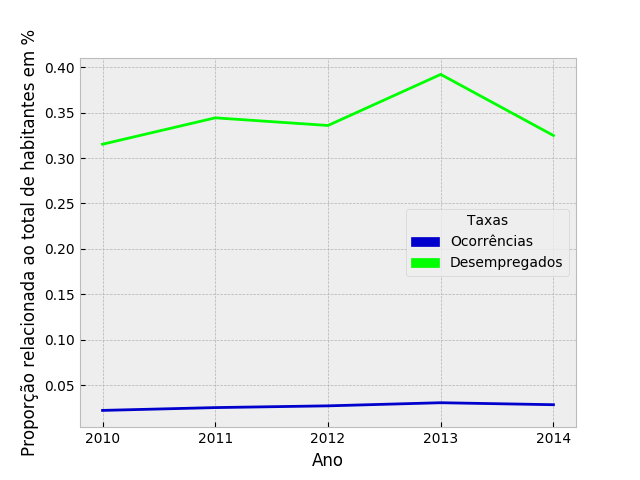 Proporção relacionada ao total de habitantes em %
0.40
0.35
0.30
0.25
0.20
0.15
0.10
0.05
Taxas
Ocorrências
Desempregados
2010 2011 2012 2013 2014
Ano